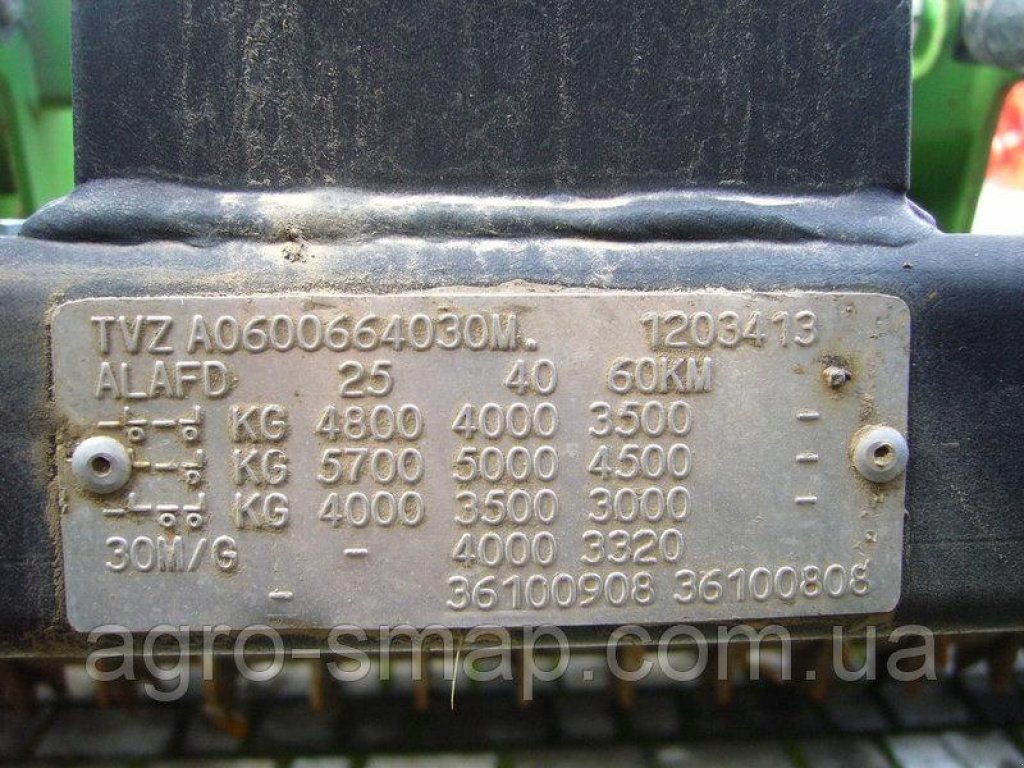 TVZ A0600664030M. 1203413
ALAFD 25 40 60KM
KG 4800 4000 3500 -
KG 5700 5000 4500 -
KG 4000 3500 3000 -
30M/G - 4000 3320
- 36100908 36100808
agro-smap.com.ua